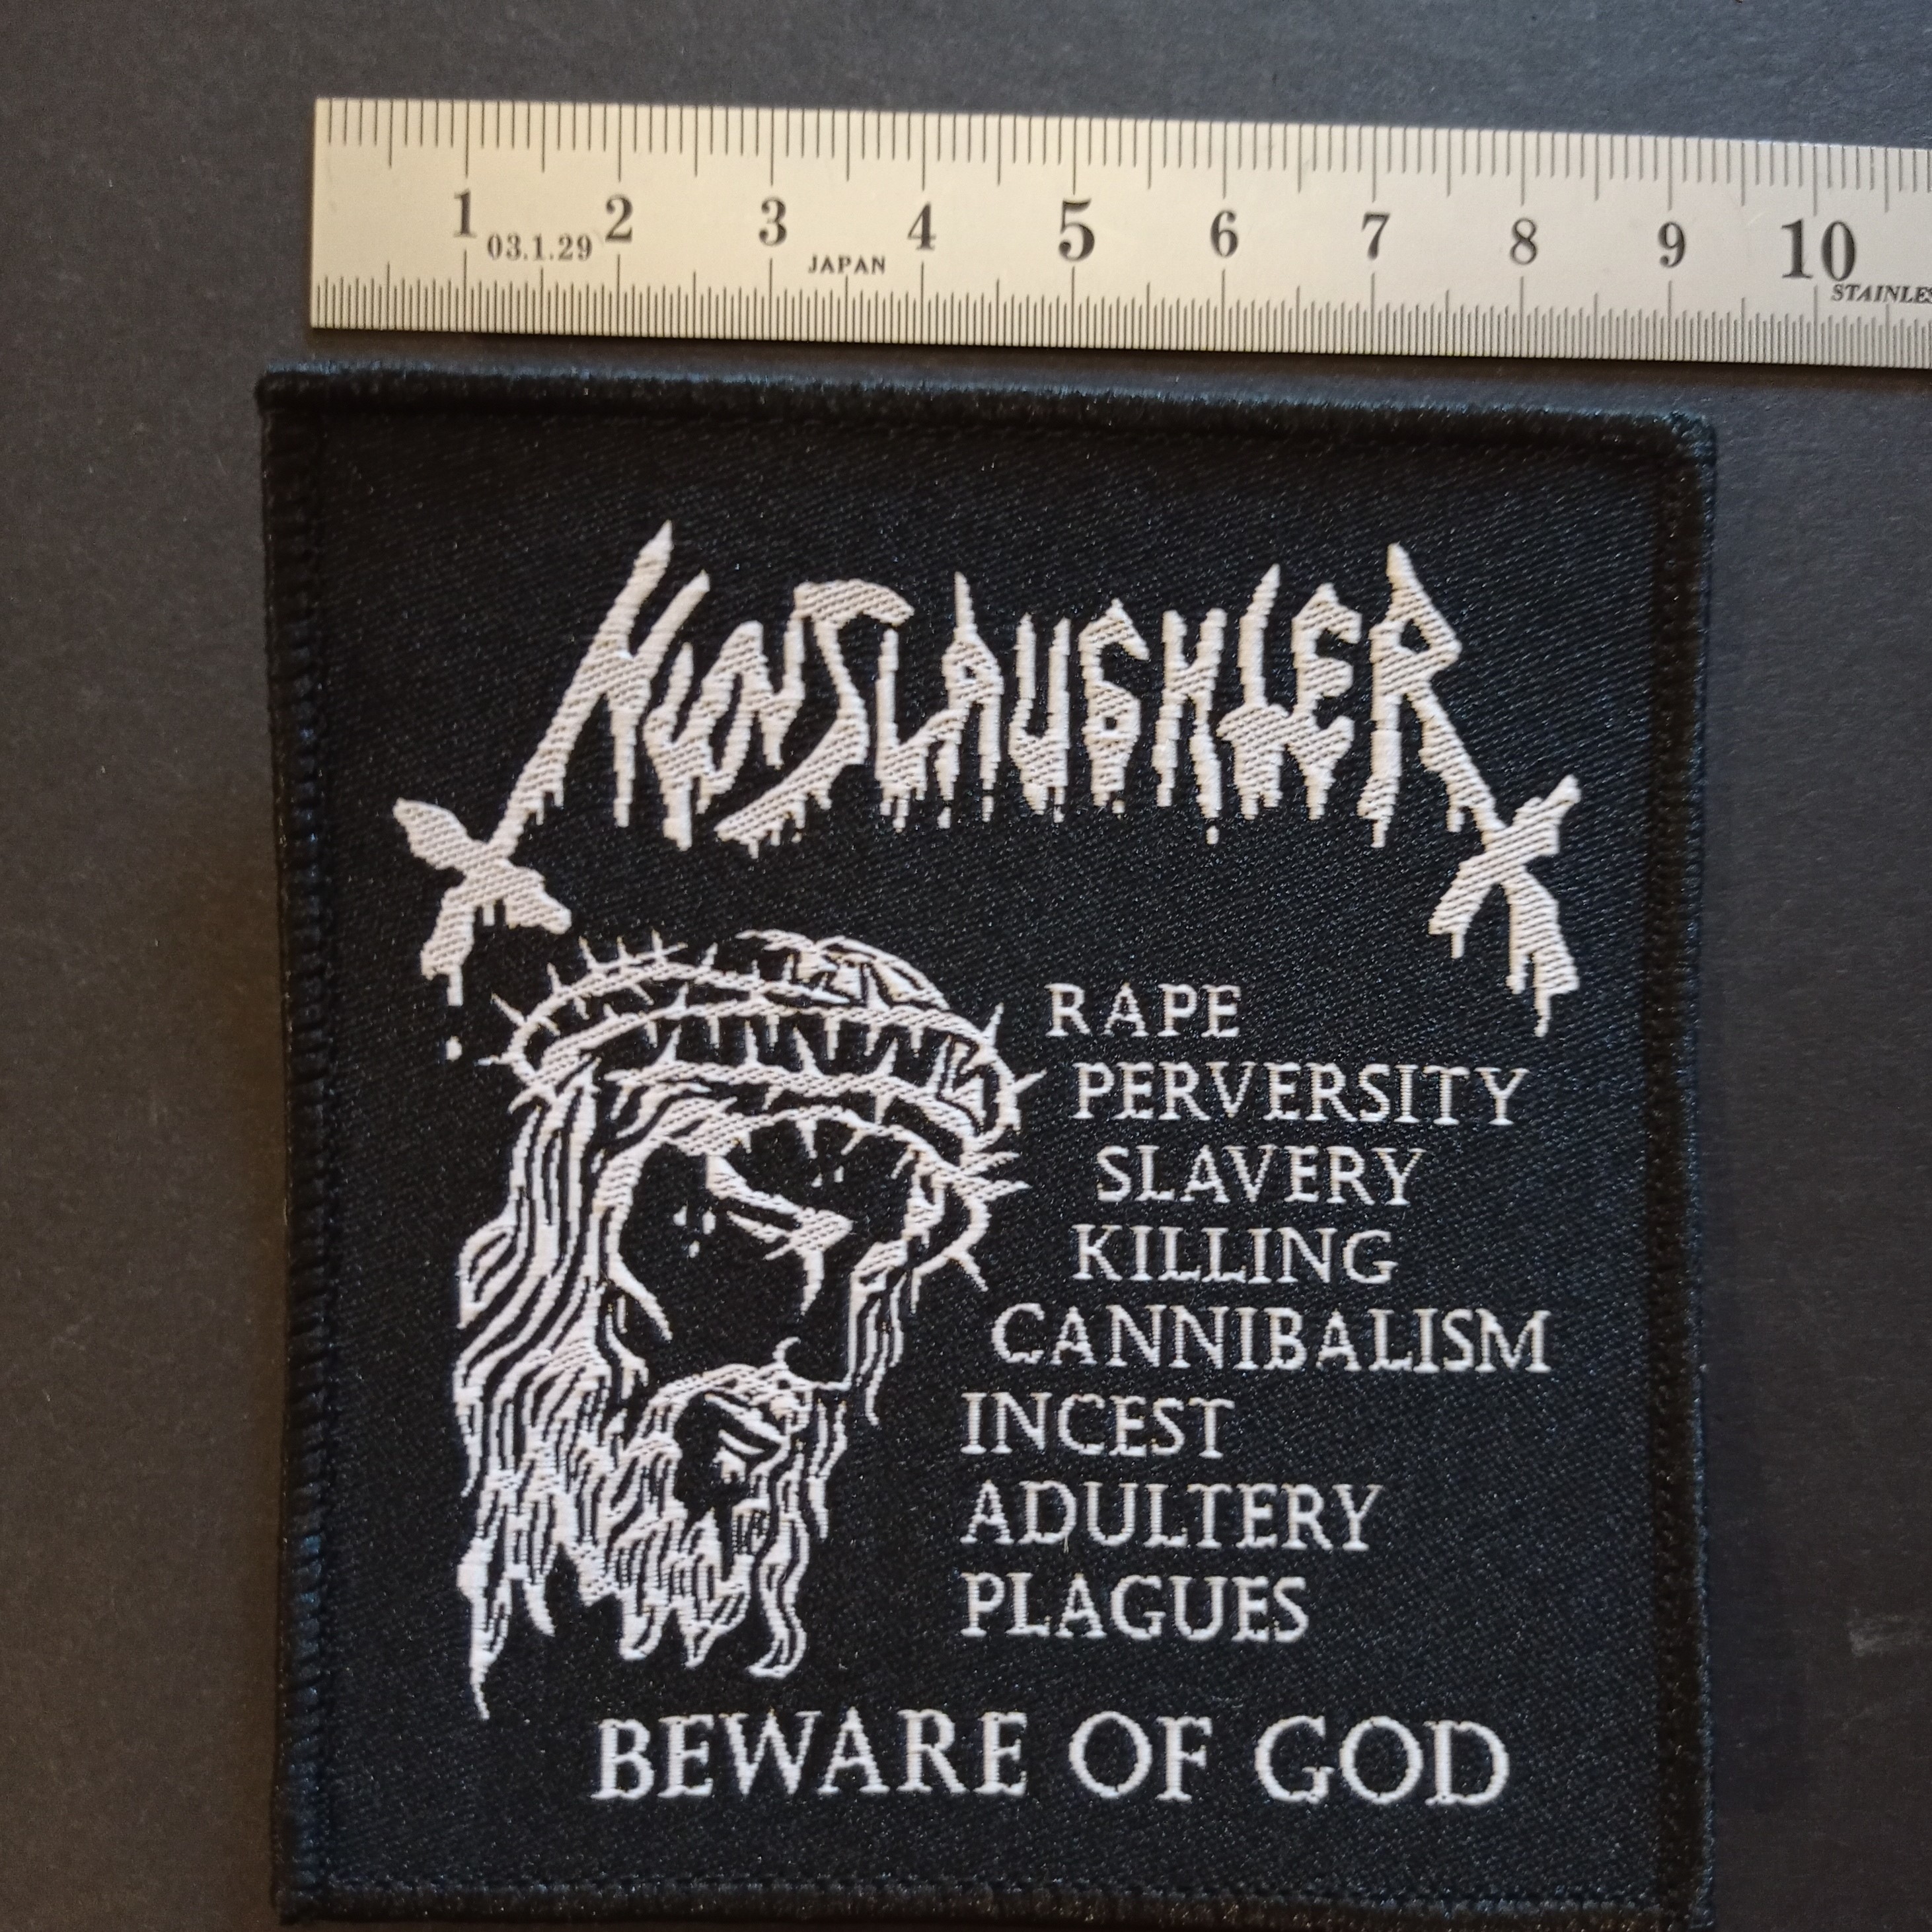 1 2 3 4 5 6 7 8 9 10
03.1.29 JAPAN STAINLES
NUNSLAUGHTER
RAPE
PERVERSITY
SLAVERY
KILLING
CANNIBALISM
INCEST
ADULTERY
PLAGUES
BEWARE OF GOD